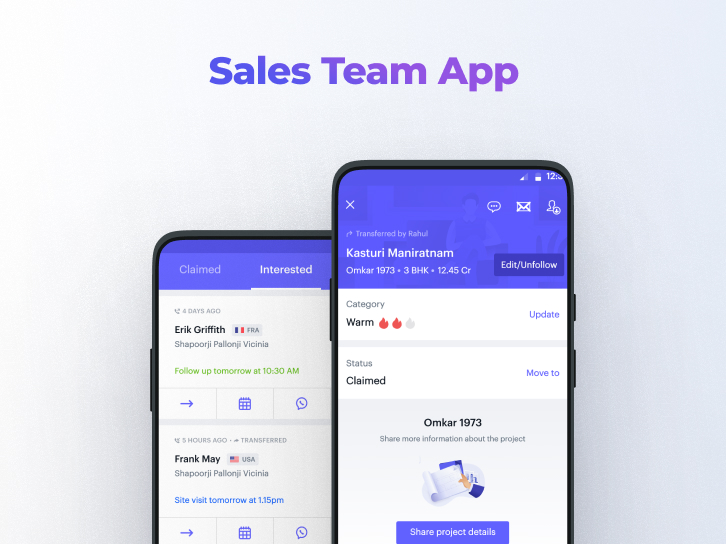 Sales Team App
Claimed
Interested
4 DAYS AGO
Erik Griffith
FRA
Shapoorji Pallonji Vicinia
Follow up tomorrow at 10:30 AM
5 HOURS AGO • TRANSFERRED
Frank May
USA
Shapoorji Pallonji Vicinia
Site visit tomorrow at 1.15pm
Transferred by Rahul
Kasturi Maniratnam
Omkar 1973 • 3 BHK • 12.45 Cr
Edit/Unfollow
Category
Warm
Update
Status
Claimed
Move to
Omkar 1973
Share more information about the project
Share project details